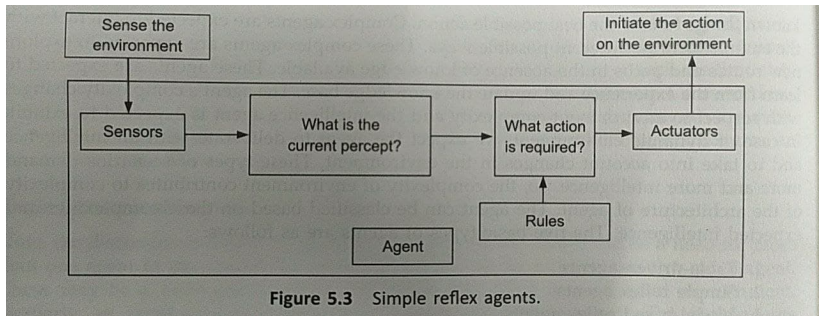 Sense the
environment
Initiate the action
on the environment
Sensors
What is the
current percept?
What action
is required?
Actuators
Rules
Agent
Figure 5.3 Simple reflex agents.